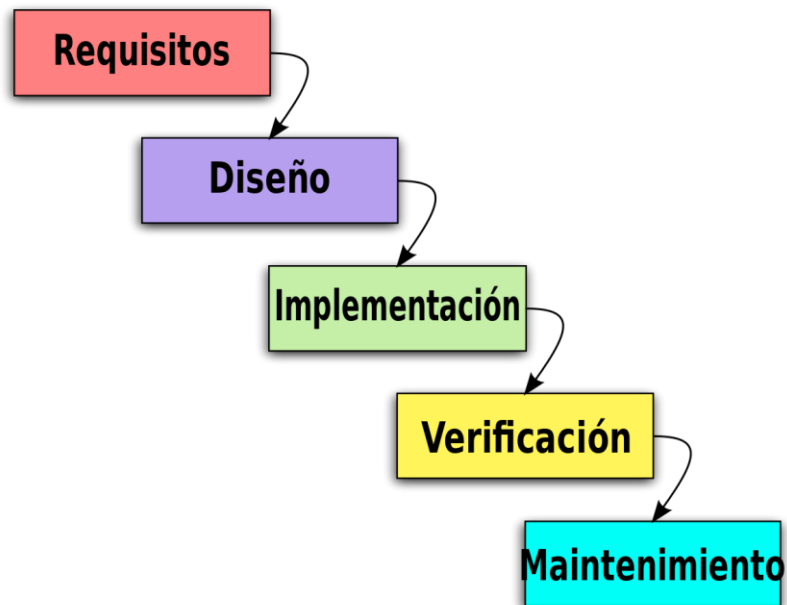 Requisitos
Diseño
Implementación
Verificación
Maintenimiento